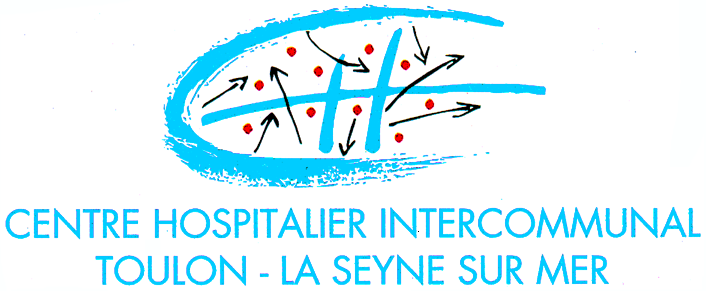 CENTRE HOSPITALIER INTERCOMMUNAL
TOULON - LA SEYNE SUR MER